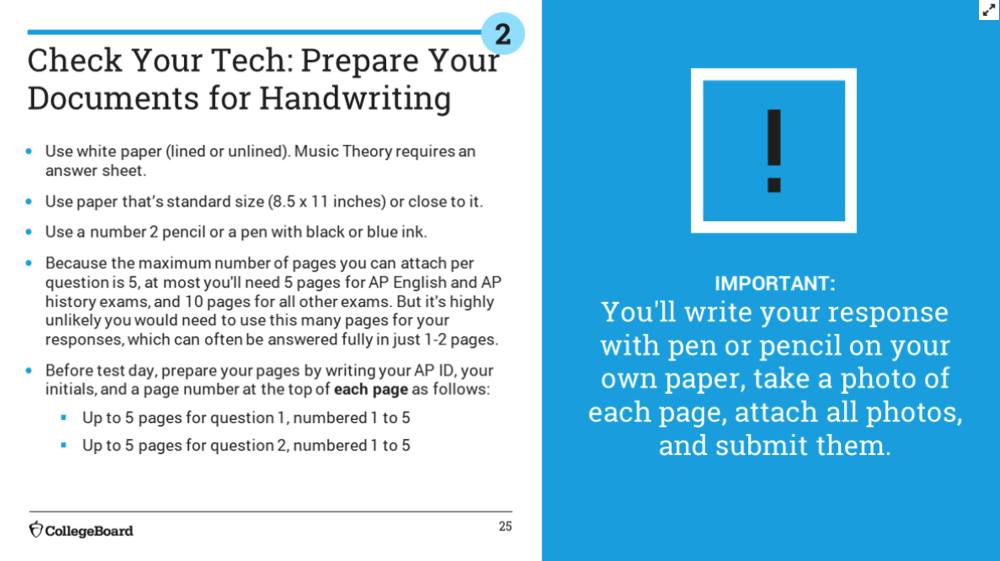 2
Check Your Tech: Prepare Your
Documents for Handwriting
• Use white paper (lined or unlined). Music Theory requires an
answer sheet.
• Use paper that's standard size (8.5 x 11 inches) or close to it.
• Use a number 2 pencil or a pen with black or blue ink.
• Because the maximum number of pages you can attach per
question is 5, at most you'll need 5 pages for AP English and AP
history exams, and 10 pages for all other exams. But it's highly
unlikely you would need to use this many pages for your
responses, which can often be answered fully in just 1-2 pages.
• Before test day, prepare your pages by writing your AP ID, your
initials, and a page number at the top of each page as follows:
▪ Up to 5 pages for question 1, numbered 1 to 5
▪ Up to 5 pages for question 2, numbered 1 to 5
CollegeBoard
25
!
IMPORTANT:
You'll write your response
with pen or pencil on your
own paper, take a photo of
each page, attach all photos,
and submit them.